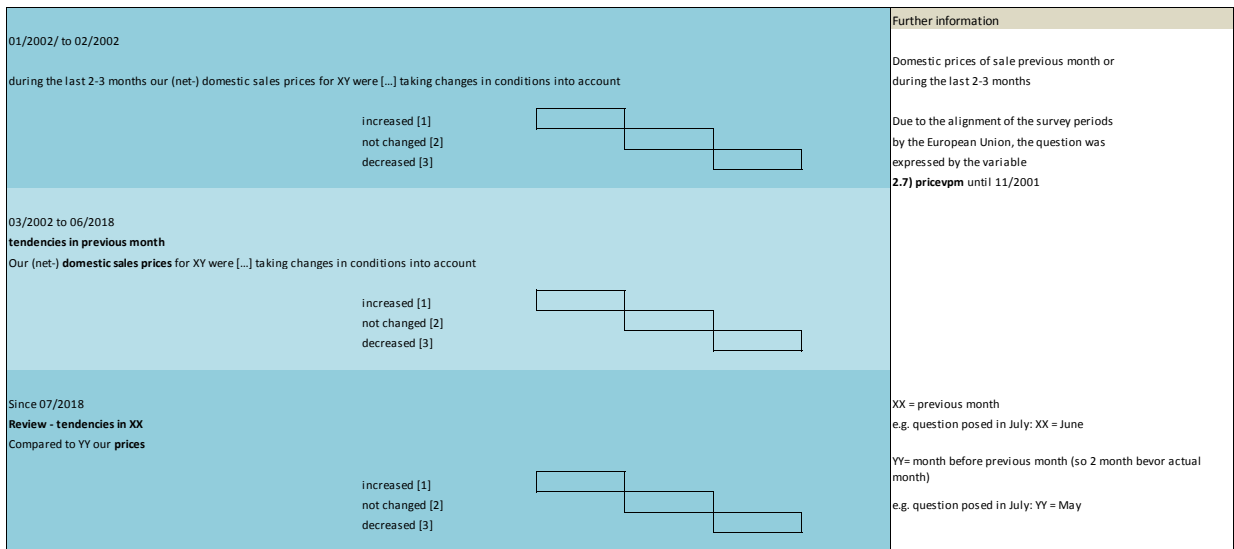 Further information
01/2002/ to 02/2002
Domestic prices of sale previous month or
during the last 2-3 months our (net-) domestic sales prices for XY were [...] taking changes in conditions into account
during the last 2-3 months
increased [1]
Due to the alignment of the survey periods
not changed [2]
by the European Union, the question was
decreased [3]
expressed by the variable
2.7) pricevpm until 11/2001
03/2002 to 06/2018
tendencies in previous month
Our (net-) domestic sales prices for XY were [...] taking changes in conditions into account
increased [1]
not changed [2]
decreased [3]
Since 07/2018
XX = previous month
Review - tendencies in XX
e.g. question posed in July: XX = June
Compared to YY our prices
YY= month before previous month (so 2 month bevor actual
month)
increased [1]
not changed [2]
e.g. question posed in July: YY = May
decreased [3]